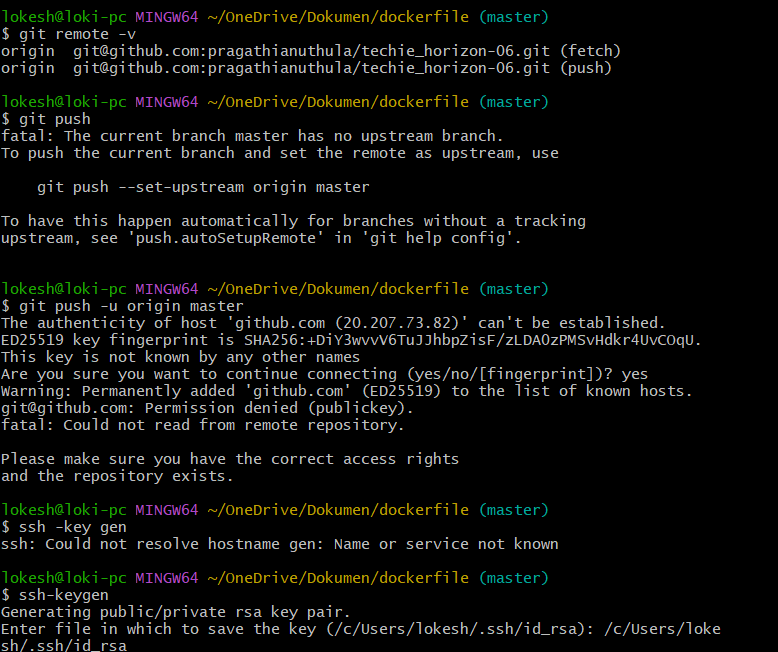 lokesh@loki-pc MINGW64 ~/OneDrive/Dokumen/dockerfile (master)
$ git remote -v
origin  git@github.com:pragathianuthula/techie_horizon-06.git (fetch)
origin  git@github.com:pragathianuthula/techie_horizon-06.git (push)

lokesh@loki-pc MINGW64 ~/OneDrive/Dokumen/dockerfile (master)
$ git push
fatal: The current branch master has no upstream branch.
To push the current branch and set the remote as upstream, use

    git push --set-upstream origin master

To have this happen automatically for branches without a tracking
upstream, see 'push.autoSetupRemote' in 'git help config'.


lokesh@loki-pc MINGW64 ~/OneDrive/Dokumen/dockerfile (master)
$ git push -u origin master
The authenticity of host 'github.com (20.207.73.82)' can't be established.
ED25519 key fingerprint is SHA256:+DiY3wvvV6TuJJhbpZisF/zLDA0zPMSvHdkr4UvCOqU.
This key is not known by any other names
Are you sure you want to continue connecting (yes/no/[fingerprint])? yes
Warning: Permanently added 'github.com' (ED25519) to the list of known hosts.
git@github.com: Permission denied (publickey).
fatal: Could not read from remote repository.

Please make sure you have the correct access rights
and the repository exists.

lokesh@loki-pc MINGW64 ~/OneDrive/Dokumen/dockerfile (master)
$ ssh -key gen
ssh: Could not resolve hostname gen: Name or service not known

lokesh@loki-pc MINGW64 ~/OneDrive/Dokumen/dockerfile (master)
$ ssh-keygen
Generating public/private rsa key pair.
Enter file in which to save the key (/c/Users/lokesh/.ssh/id_rsa): /c/Users/loke
sh/.ssh/id_rsa